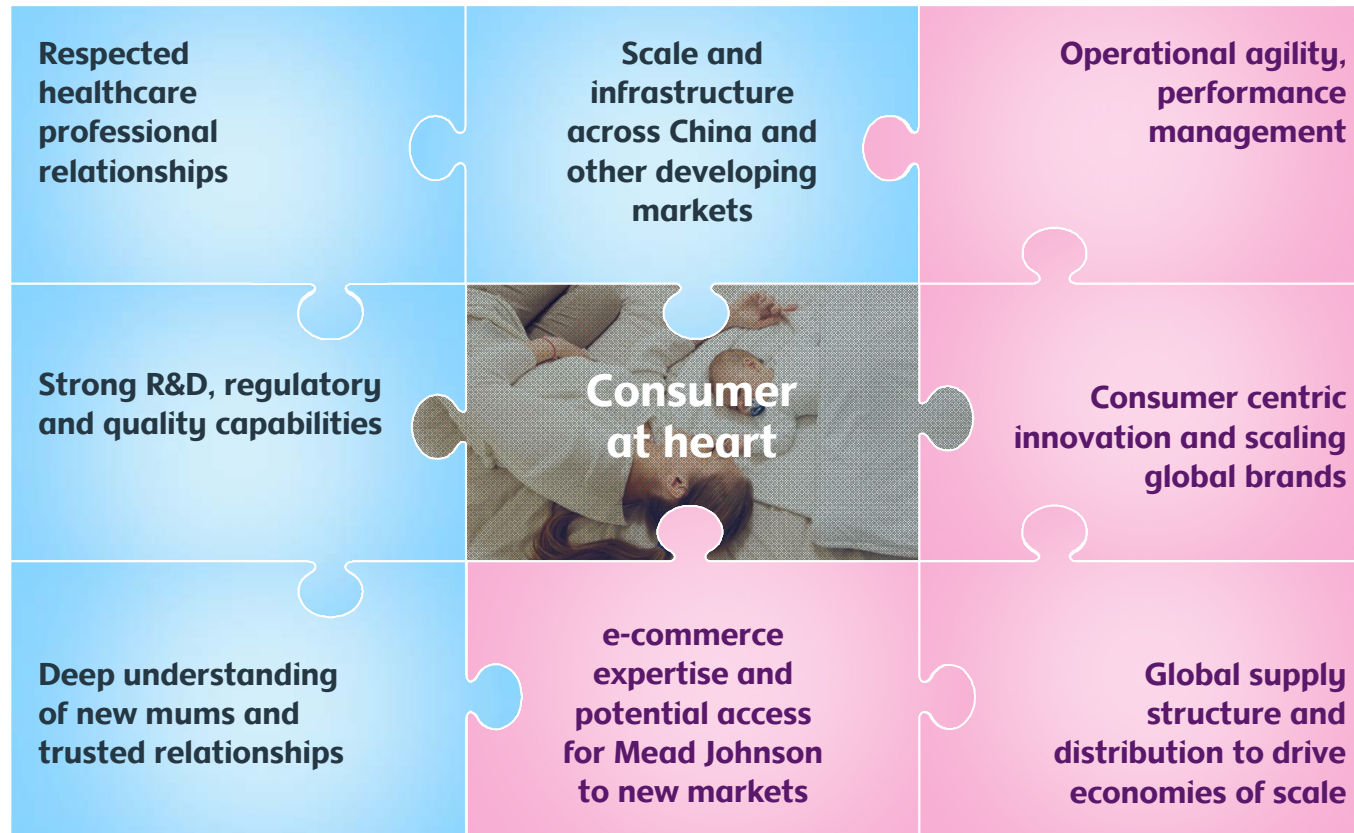 Respected
healthcare
professional
relationships
Scale and
infrastructure
across China and
other developing
markets
Operational agility,
performance
management
Strong R&D, regulatory
and quality capabilities
Consumer
at heart
Consumer centric
innovation and scaling
global brands
Deep understanding
of new mums and
trusted relationships
e-commerce
expertise and
potential access
for Mead Johnson
to new markets
Global supply
structure and
distribution to drive
economies of scale